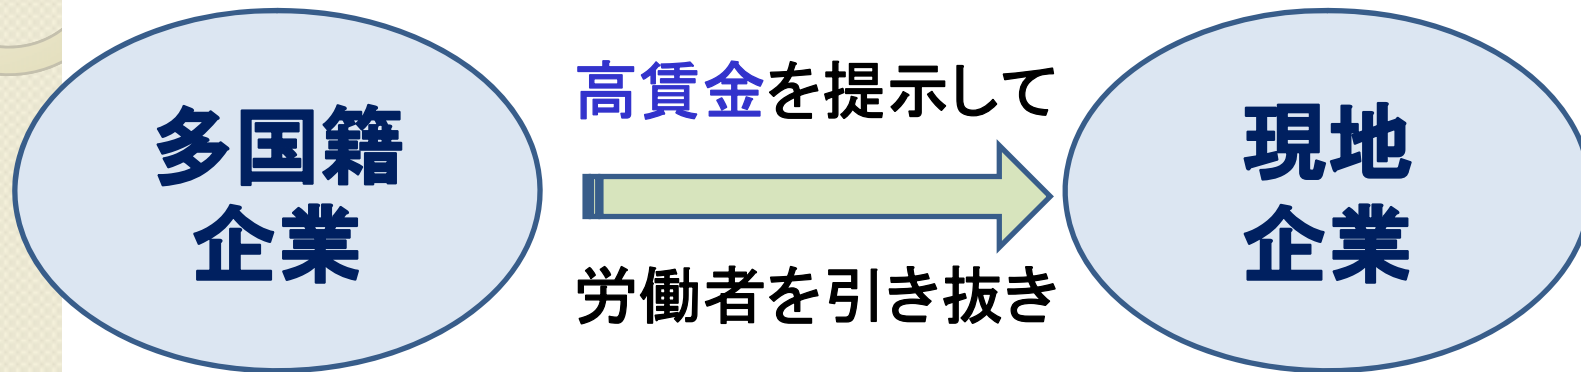 多国籍
企業
高賃金を提示して
労働者を引き抜き
現地
企業